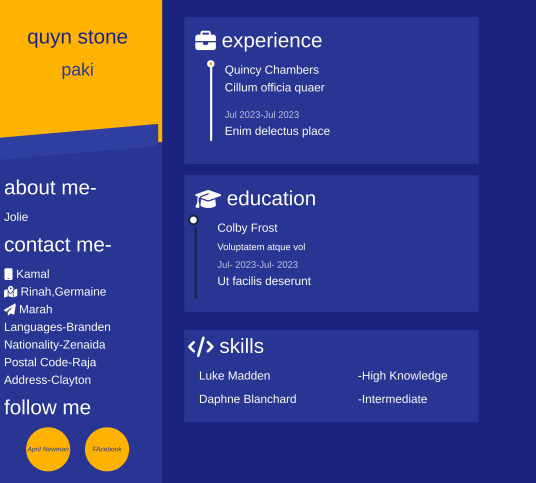 quyn stone
paki
about me-
Jolie
contact me-
Kamal
Rinah,Germaine
Marah
Languages-Branden
Nationality-Zenaida
Postal Code-Raja
Address-Clayton
follow me
April Newman FAcebook
experience
Quincy Chambers
Cillum officia quaer
Jul 2023-Jul 2023
Enim delectus place
education
Colby Frost
Voluptatem atque vol
Jul- 2023-Jul- 2023
Ut facilis deserunt
</> skills
Luke Madden -High Knowledge
Daphne Blanchard -Intermediate